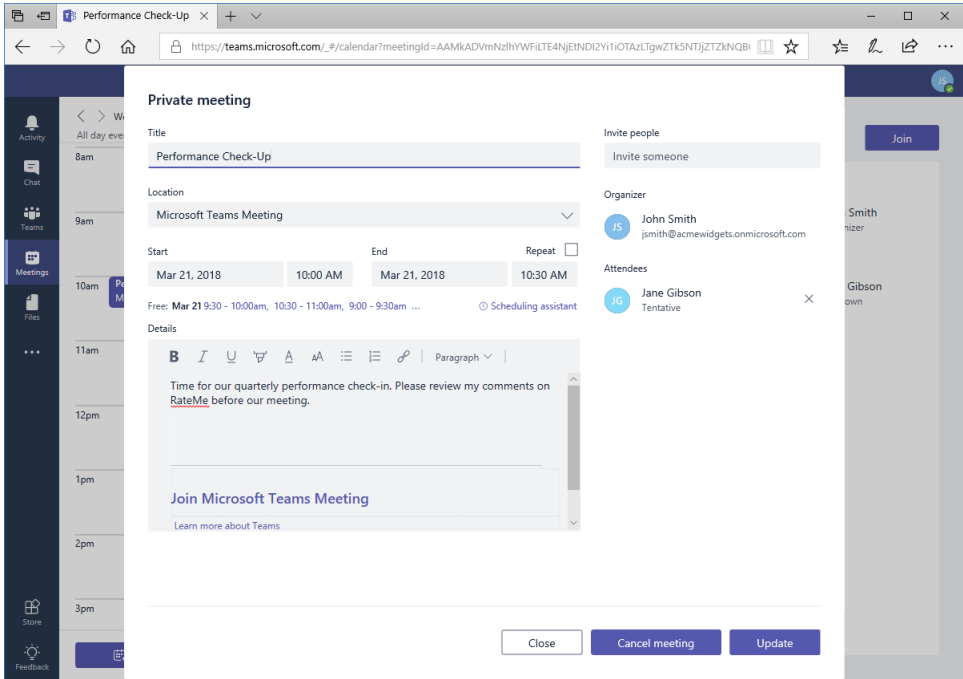 Performance Check-Up
https://teams.microsoft.com/_#/calendar?meetingId=AAMkADVmNzlhYWFiLTE4NjEtNDI2Yi1iOTAzLTgwZTk5NTJjZTZkNQB
JS
Activity
Chat
Teams
Meetings
Files
Store
Feedback
All day eve
8am
9am
10am
11am
12pm
1pm
2pm
3pm
Join
Smith
nizer
Gibson
own
Private meeting
Title
Performance Check-Up
Location
Microsoft Teams Meeting
Start End Repeat
Mar 21, 2018 10:00 AM Mar 21, 2018 10:30 AM
Free: Mar 21 9:30 - 10:00am, 10:30 - 11:00am, 9:00 - 9:30am ... Scheduling assistant
Details
B I U A AA Paragraph
Time for our quarterly performance check-in. Please review my comments on
RateMe before our meeting.
Join Microsoft Teams Meeting
Learn more about Teams
Invite people
Invite someone
Organizer
JS
John Smith
jsmith@acmewidgets.onmicrosoft.com
Attendees
JG
Jane Gibson
Tentative
Close Cancel meeting Update